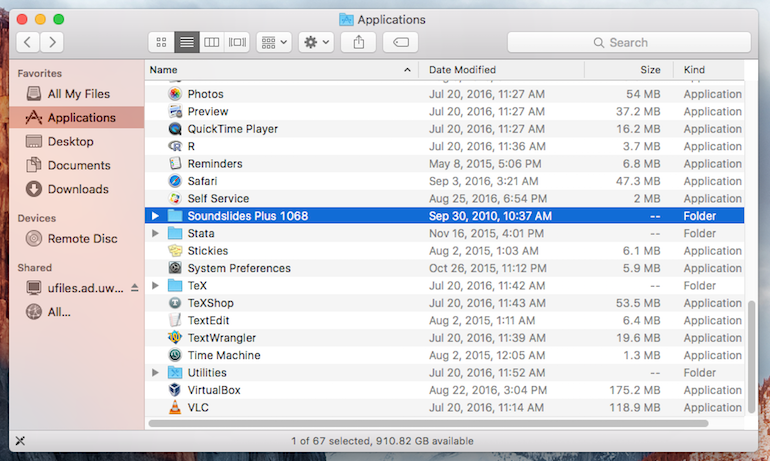 Applications
Search
Favorites
All My Files
Applications
Desktop
Documents
Downloads
Devices
Remote Disc
Shared
ufiles.ad.uw...
All...
Name Date Modified Size Kind
Photos Jul 20, 2016, 11:27 AM 54 MB Application
Preview Jul 20, 2016, 11:27 AM 37.2 MB Application
QuickTime Player Jul 20, 2016, 11:27 AM 16.2 MB Application
R Jul 20, 2016, 11:36 AM 3.7 MB Application
Reminders May 8, 2015, 5:06 PM 6.8 MB Application
Safari Sep 3, 2016, 3:21 AM 47.3 MB Application
Self Service Aug 25, 2016, 6:54 PM 2 MB Application
Soundslides Plus 1068 Sep 30, 2010, 10:37 AM -- Folder
Stata Nov 16, 2015, 4:01 PM -- Folder
Stickies Aug 2, 2015, 1:03 AM 6.1 MB Application
System Preferences Oct 26, 2015, 11:12 PM 5.9 MB Application
TeX Jul 20, 2016, 11:42 AM -- Folder
TeXShop Jul 20, 2016, 11:43 AM 53.5 MB Application
TextEdit Aug 2, 2015, 1:11 AM 6.4 MB Application
TextWrangler Jul 20, 2016, 11:39 AM 19.6 MB Application
Time Machine Aug 2, 2015, 12:05 AM 1.3 MB Application
Utilities Jul 20, 2016, 11:52 AM -- Folder
VirtualBox Aug 22, 2016, 3:04 PM 175.2 MB Application
VLC Jul 20, 2016, 11:14 AM 118.9 MB Application
1 of 67 selected, 910.82 GB available